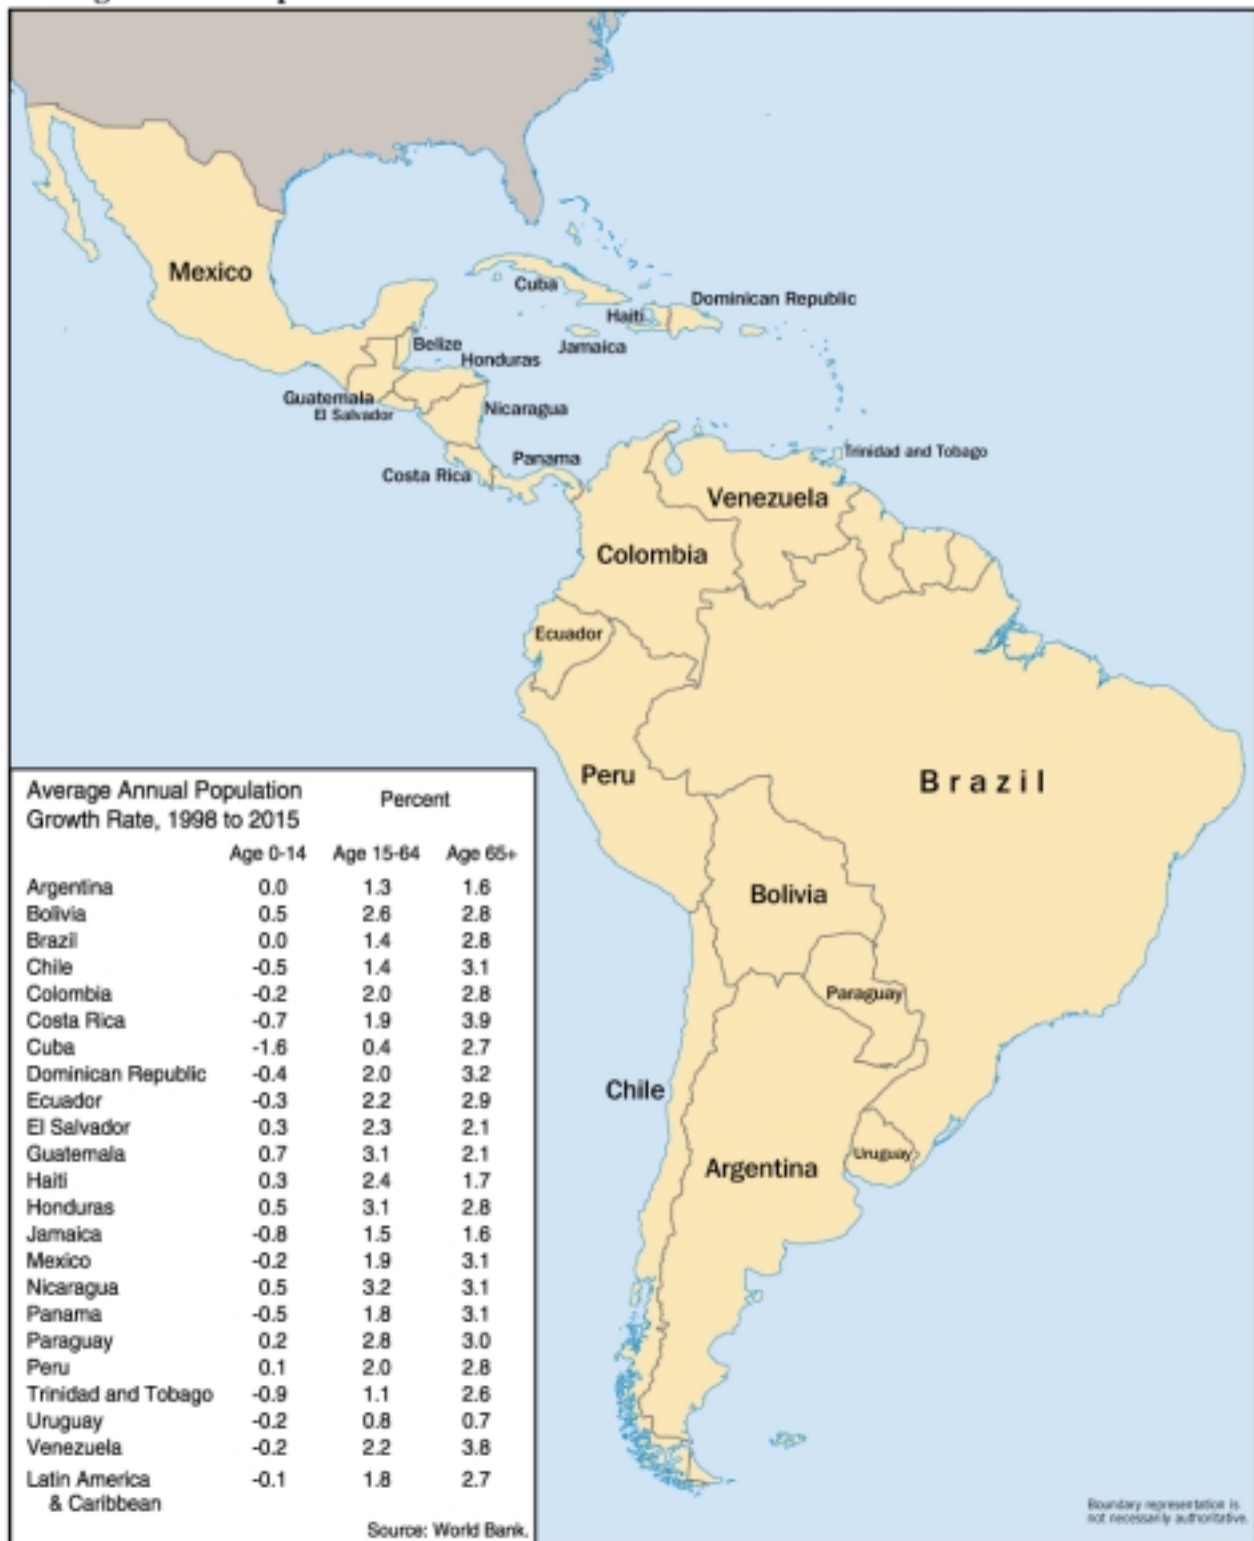 Mexico
Cuba
Dominican Republic
Haiti
Jamaica
Belize
Honduras
Guatemala
El Salvador
Nicaragua
Panama
Costa Rica
Trinidad and Tobago
Venezuela
Colombia
Ecuador
Peru
Brazil
Bolivia
Paraguay
Chile
Uruguay
Argentina
Average Annual Population Percent
Growth Rate, 1998 to 2015
Age 0-14 Age 15-64 Age 65+
Argentina 0.0 1.3 1.6
Bolivia 0.5 2.6 2.8
Brazil 0.0 1.4 2.8
Chile -0.5 1.4 3.1
Colombia -0.2 2.0 2.8
Costa Rica -0.7 1.9 3.9
Cuba -1.6 0.4 2.7
Dominican Republic -0.4 2.0 3.2
Ecuador -0.3 2.2 2.9
El Salvador 0.3 2.3 2.1
Guatemala 0.7 3.1 2.1
Haiti 0.3 2.4 1.7
Honduras 0.5 3.1 2.8
Jamaica -0.8 1.5 1.6
Mexico -0.2 1.9 3.1
Nicaragua 0.5 3.2 3.1
Panama -0.5 1.8 3.1
Paraguay 0.2 2.8 3.0
Peru 0.1 2.0 2.8
Trinidad and Tobago -0.9 1.1 2.6
Uruguay -0.2 0.8 0.7
Venezuela -0.2 2.2 3.8
Latin America -0.1 1.8 2.7
& Caribbean
Source: World Bank.
Boundary representation is
not necessarily authoritative.